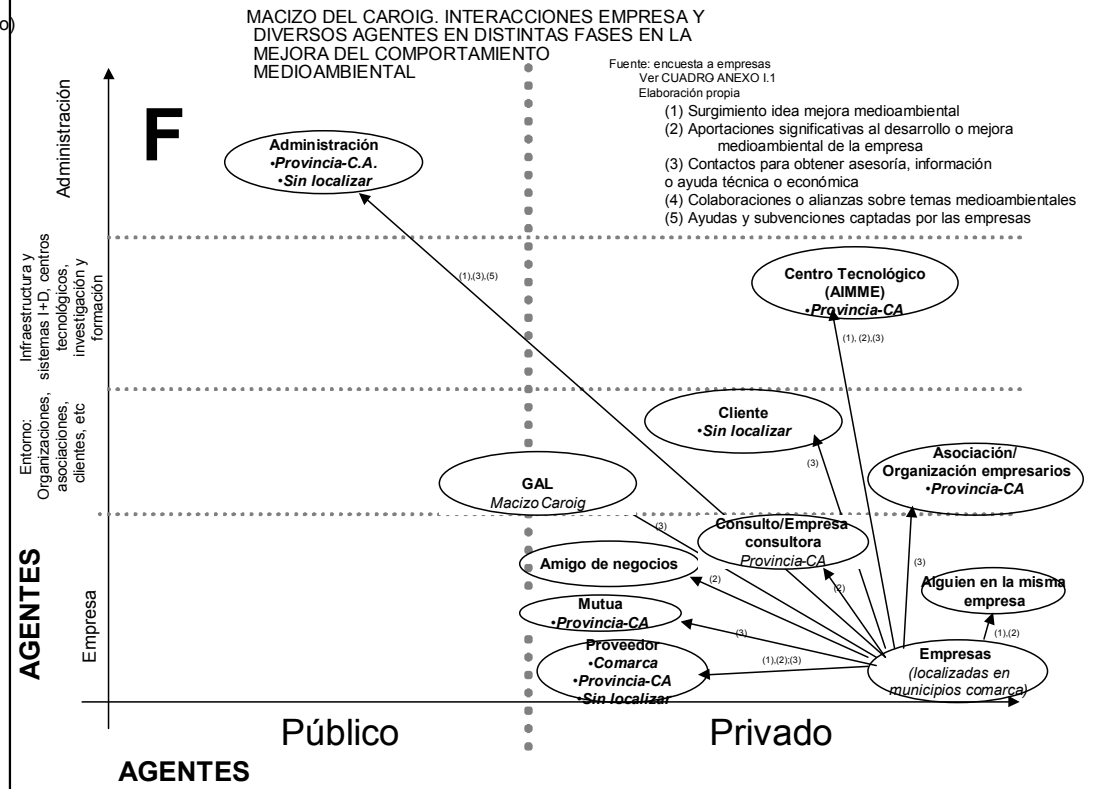 o)
MACIZO DEL CAROIG. INTERACCIONES EMPRESA Y
DIVERSOS AGENTES EN DISTINTAS FASES EN LA
MEJORA DEL COMPORTAMIENTO
MEDIOAMBIENTAL
Fuente: encuesta a empresas
Ver CUADRO ANEXO I.1
Elaboración propia
(1) Surgimiento idea mejora medioambiental
(2) Aportaciones significativas al desarrollo o mejora
medioambiental de la empresa
(3) Contactos para obtener asesoría, información
o ayuda técnica o económica
(4) Colaboraciones o alianzas sobre temas medioambientales
(5) Ayudas y subvenciones captadas por las empresas
F
Administración
Administración
•Provincia-C.A.
•Sin localizar
Infraestructura y
sistemas I+D, centros
tecnológicos,
investigación y
formación
(1),(3),(5)
Centro Tecnológico
(AIMME)
•Provincia-CA
(1), (2),(3)
Entorno:
Organizaciones,
asociaciones,
clientes, etc
Cliente
•Sin localizar
(3)
Asociación/
Organización empresarios
•Provincia-CA
(3)
GAL
Macizo Caroig
(3)
Consulto/Empresa
consultora
Provincia-CA
(2)
AGENTES
Empresa
Amigo de negocios
(2)
Alguien en la misma
empresa
(1),(2)
Mutua
•Provincia-CA
(3)
Proveedor
•Comarca
•Provincia-CA
•Sin localizar
(1),(2);(3)
Empresas
(localizadas en
municipios comarca)
Público
Privado
AGENTES